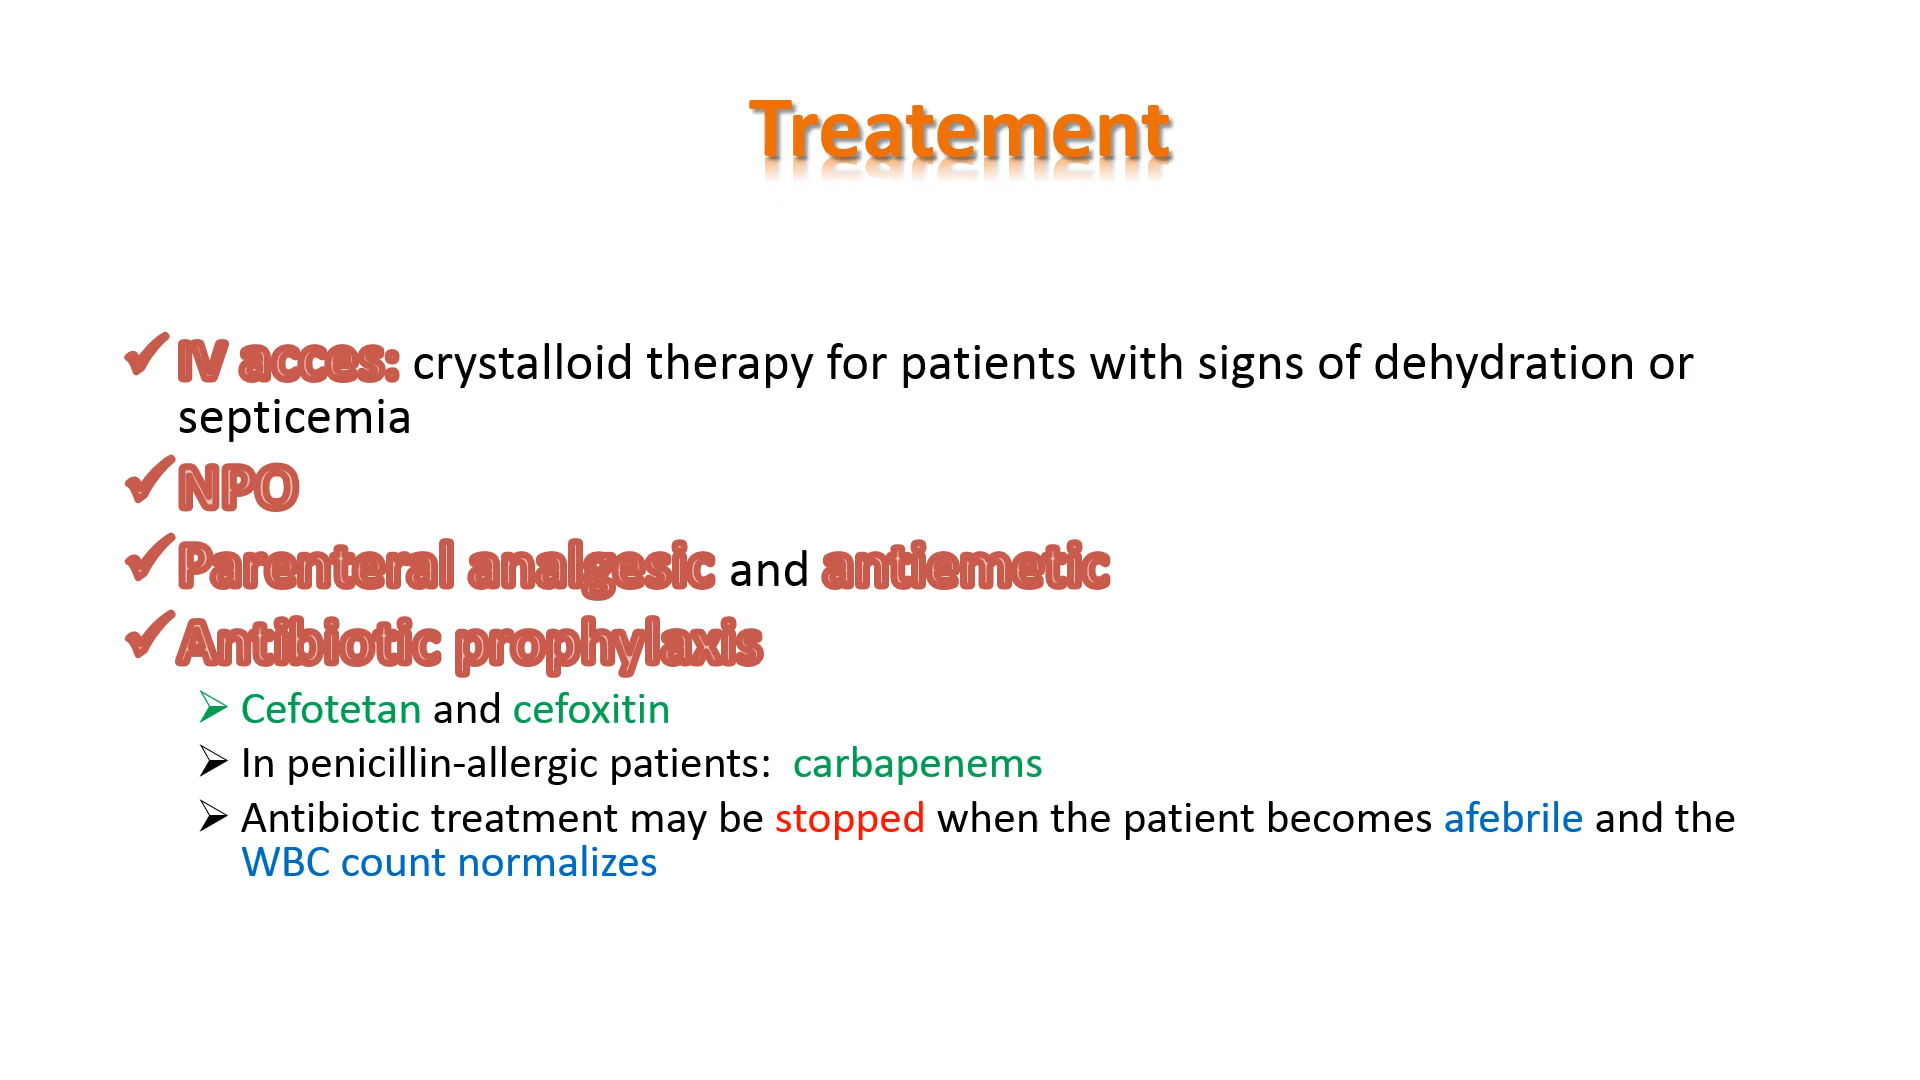 Treatement
✓IV acces: crystalloid therapy for patients with signs of dehydration or
septicemia
✓NPO
✓Parenteral analgesic and antiemetic
✓Antibiotic prophylaxis
➢ Cefotetan and cefoxitin
➢ In penicillin-allergic patients: carbapenems
➢ Antibiotic treatment may be stopped when the patient becomes afebrile and the
WBC count normalizes